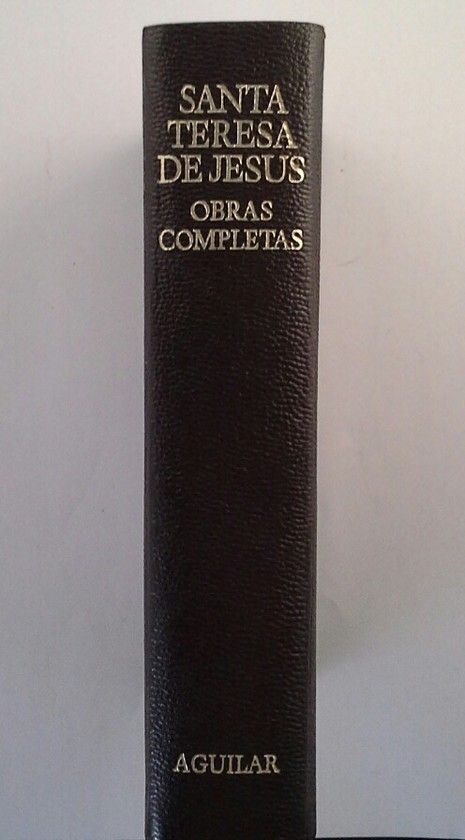 SANTA
TERESA
DE JESUS
OBRAS
COMPLETAS
AGUILAR